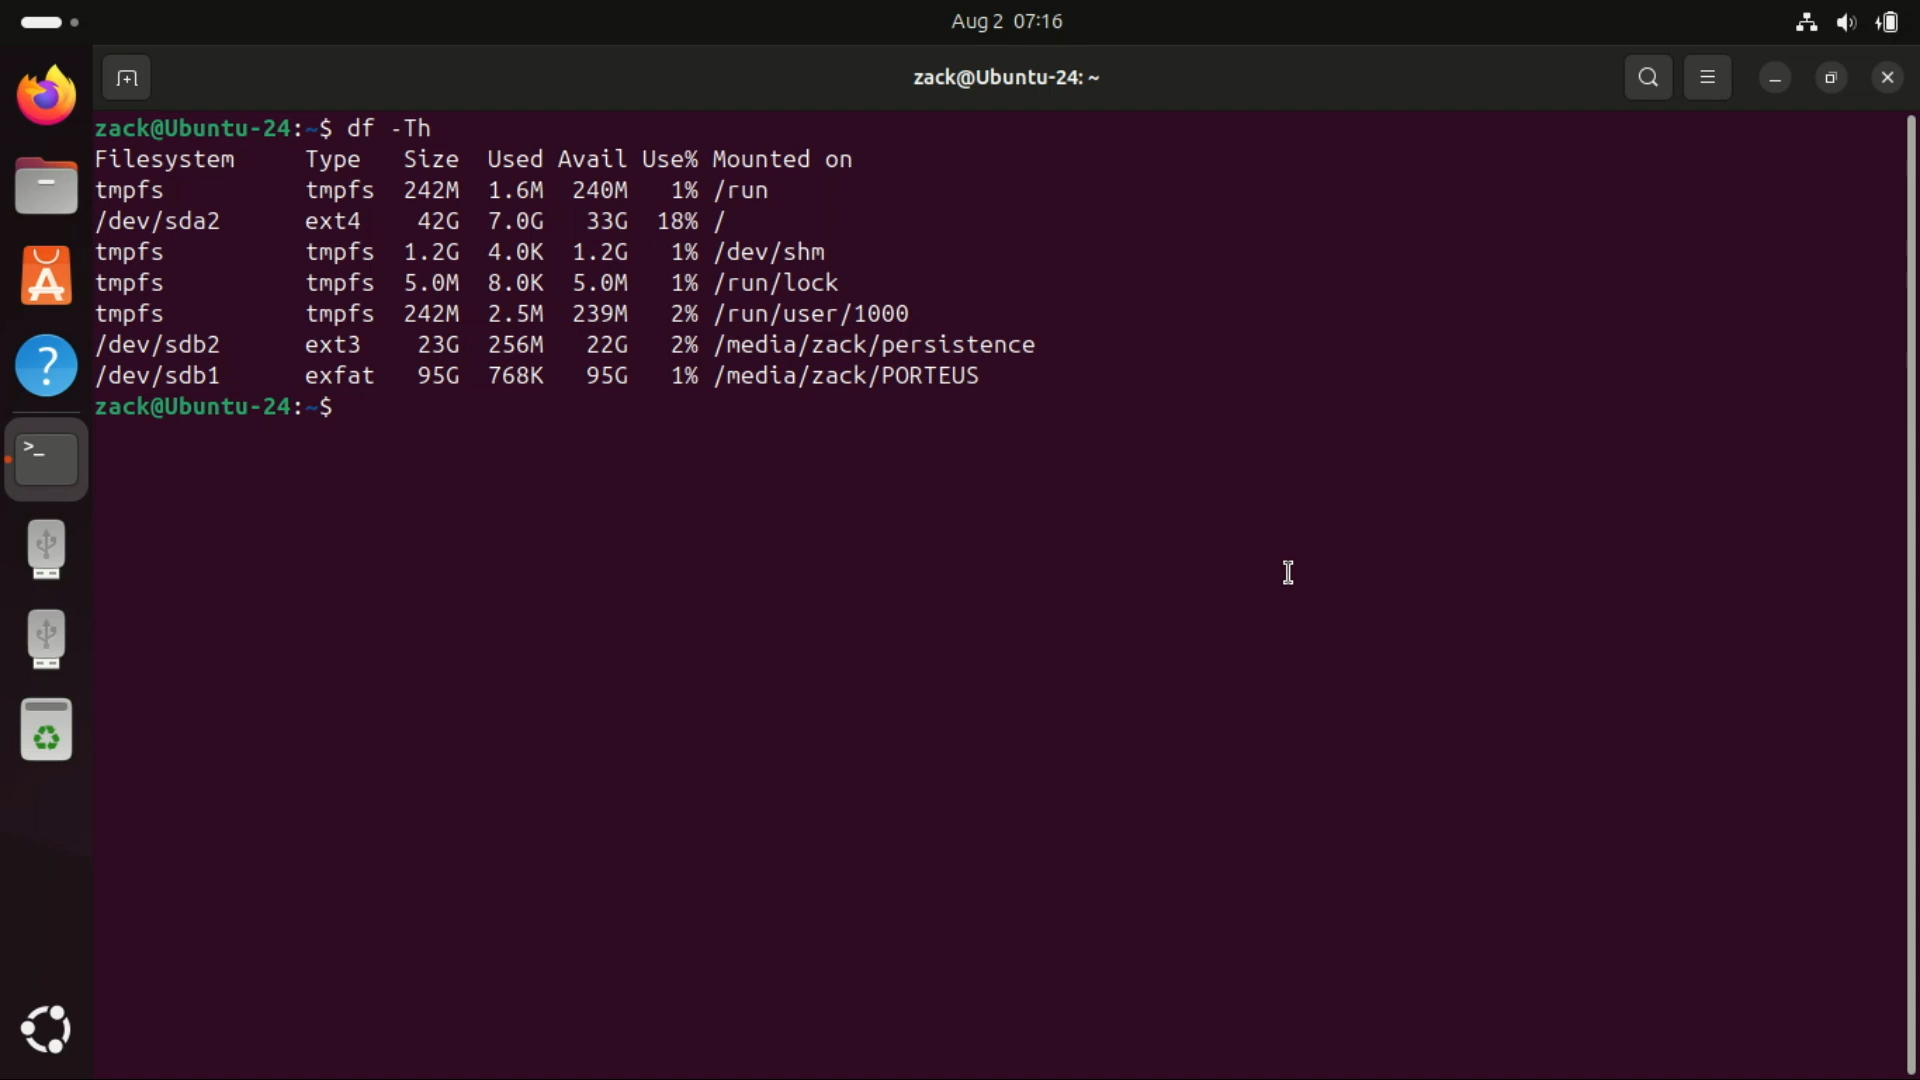 Aug 2 07:16
zack@Ubuntu-24: ~
zack@Ubuntu-24:~$ df -Th
Filesystem     Type   Size  Used Avail Use% Mounted on
tmpfs          tmpfs  242M  1.6M  240M   1% /run
/dev/sda2      ext4    42G  7.0G   33G  18% /
tmpfs          tmpfs  1.2G  4.0K  1.2G   1% /dev/shm
tmpfs          tmpfs  5.0M  8.0K  5.0M   1% /run/lock
tmpfs          tmpfs  242M  2.5M  239M   2% /run/user/1000
/dev/sdb2      ext3    23G  256M   22G   2% /media/zack/persistence
/dev/sdb1      exfat   95G  768K   95G   1% /media/zack/PORTEUS
zack@Ubuntu-24:~$